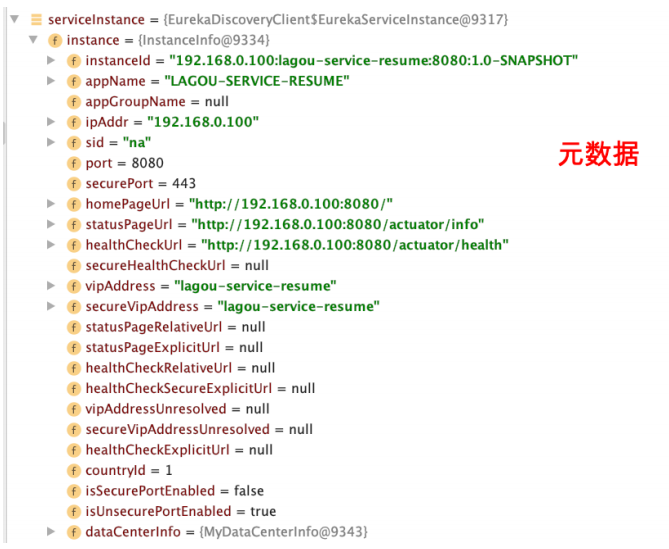 serviceInstance = {EurekaDiscoveryClient$EurekaServiceInstance@9317}
instance = {InstanceInfo@9334}
instanceId = "192.168.0.100:lagou-service-resume:8080:1.0-SNAPSHOT"
appName = "LAGOU-SERVICE-RESUME"
appGroupName = null
ipAddr = "192.168.0.100"
sid = "na"
port = 8080
元数据
securePort = 443
homePageUrl = "http://192.168.0.100:8080/"
statusPageUrl = "http://192.168.0.100:8080/actuator/info"
healthCheckUrl = "http://192.168.0.100:8080/actuator/health"
secureHealthCheckUrl = null
vipAddress = "lagou-service-resume"
secureVipAddress = "lagou-service-resume"
statusPageRelativeUrl = null
statusPageExplicitUrl = null
healthCheckRelativeUrl = null
healthCheckSecureExplicitUrl = null
vipAddressUnresolved = null
secureVipAddressUnresolved = null
healthCheckExplicitUrl = null
countryId = 1
isSecurePortEnabled = false
isUnsecurePortEnabled = true
dataCenterInfo = {MyDataCenterInfo@9343}